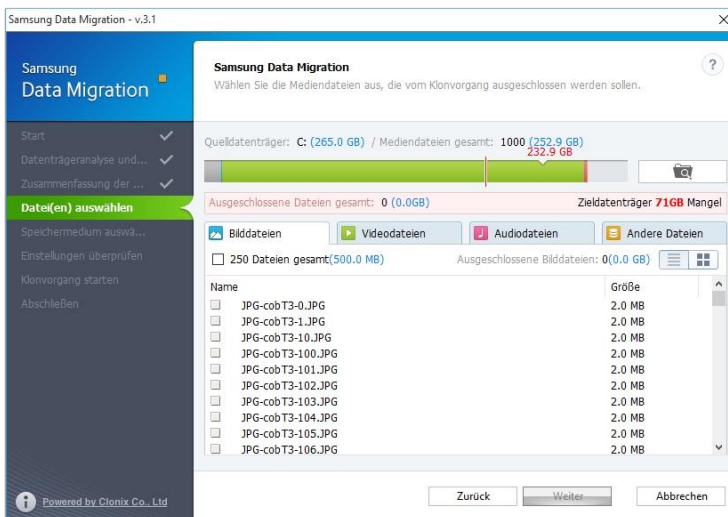 Samsung Data Migration - v.3.1
Samsung
Data Migration
Start
Datenträgeranalyse und...
Zusammenfassung der ...
Datei(en) auswählen
Speichermedium auswä...
Einstellungen überprüfen
Klonvorgang starten
Abschließen
Powered by Clonix Co., Ltd
Samsung Data Migration
Wählen Sie die Mediendateien aus, die vom Klonvorgang ausgeschlossen werden sollen.
?
Quelldatenträger: C: (265.0 GB) / Mediendateien gesamt: 1000 (252.9 GB)
232.9 GB
Ausgeschlossene Dateien gesamt: 0 (0.0GB) Zieldatenträger 71GB Mangel
Bilddateien Videodateien Audiodateien Andere Dateien
250 Dateien gesamt(500.0 MB) Ausgeschlossene Bilddateien: 0(0.0 GB)
Name Größe
JPG-cobT3-0.JPG 2.0 MB
JPG-cobT3-1.JPG 2.0 MB
JPG-cobT3-10.JPG 2.0 MB
JPG-cobT3-100.JPG 2.0 MB
JPG-cobT3-101.JPG 2.0 MB
JPG-cobT3-102.JPG 2.0 MB
JPG-cobT3-103.JPG 2.0 MB
JPG-cobT3-104.JPG 2.0 MB
JPG-cobT3-105.JPG 2.0 MB
JPG-cobT3-106.JPG 2.0 MB
Zurück Weiter Abbrechen